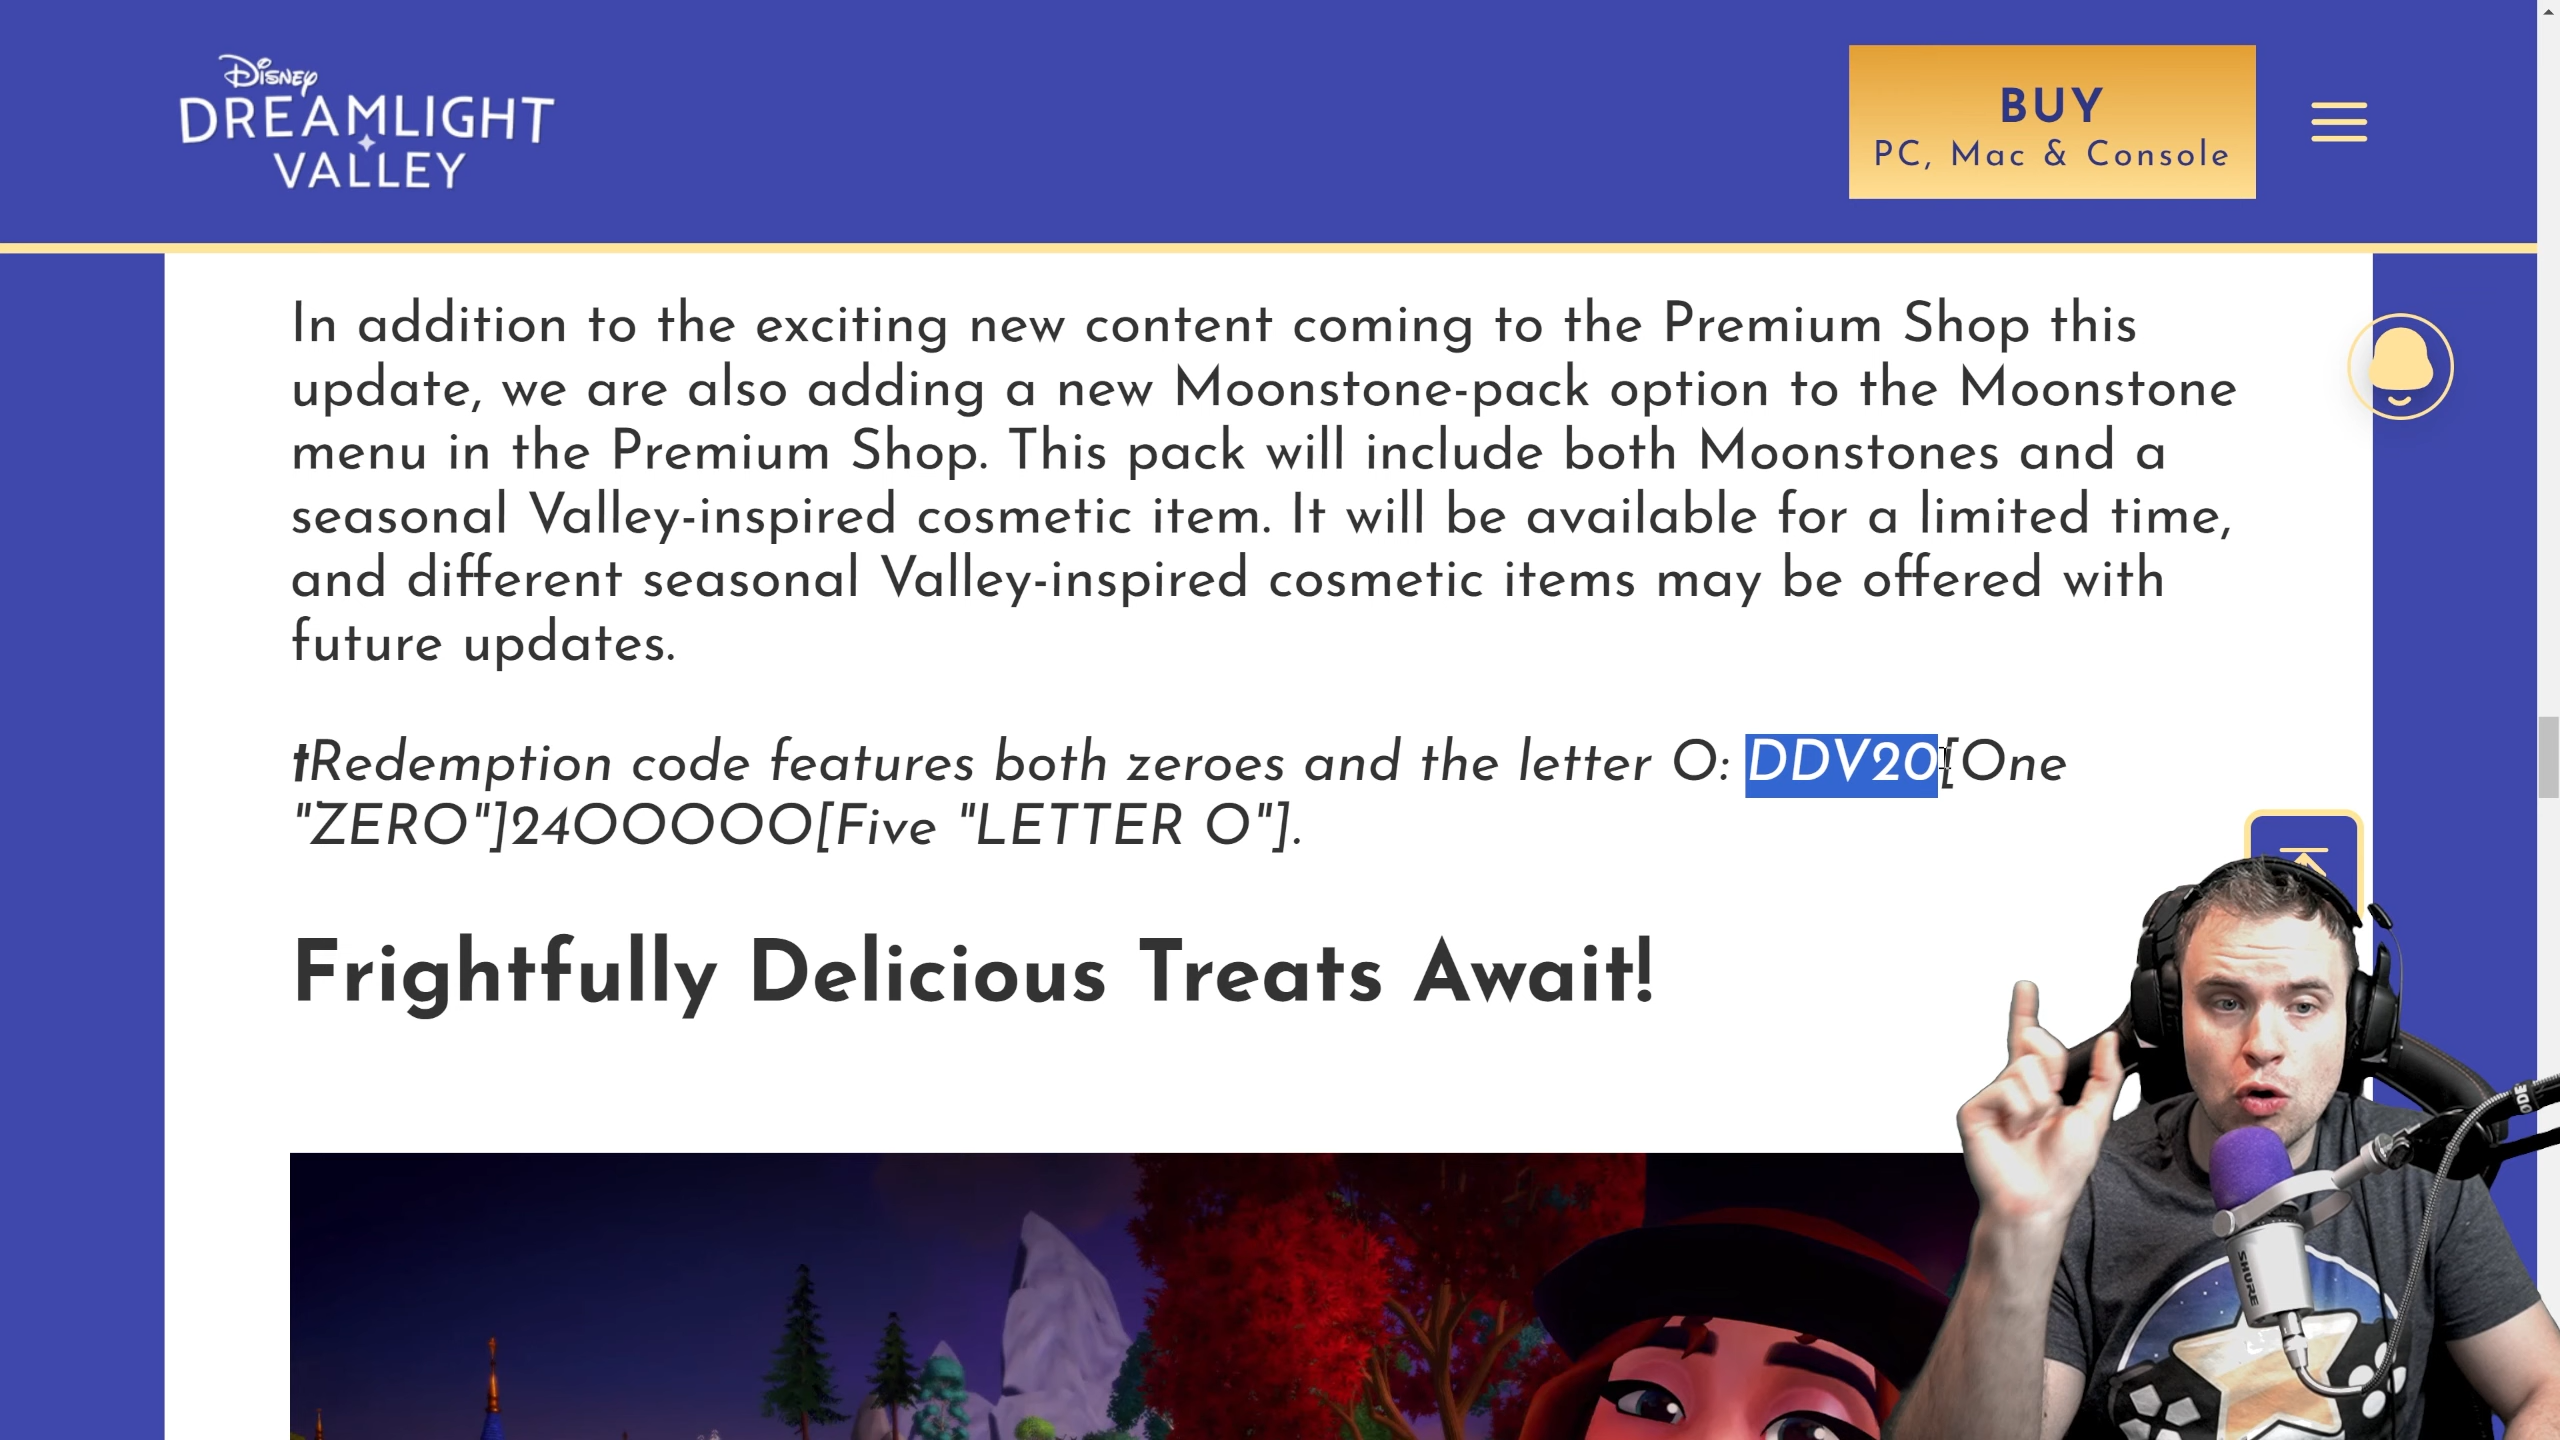 Disney
DREAMLIGHT
VALLEY
BUY
PC, Mac & Console
In addition to the exciting new content coming to the Premium Shop this
update, we are also adding a new Moonstone-pack option to the Moonstone
menu in the Premium Shop. This pack will include both Moonstones and a
seasonal Valley-inspired cosmetic item. It will be available for a limited time,
and different seasonal Valley-inspired cosmetic items may be offered with
future updates.
†Redemption code features both zeroes and the letter O: DDV20[One
"ZERO"]24OOOOO[Five "LETTER O"].
Frightfully Delicious Treats Await!
RODE
SHURE